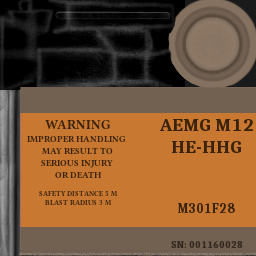 WARNING
IMPROPER HANDLING
MAY RESULT TO
SERIOUS INJURY
OR DEATH
SAFETY DISTANCE 5 M
BLAST RADIUS 3 M
AEMG M12
HE-HHG
M301F28
SN: 001160028